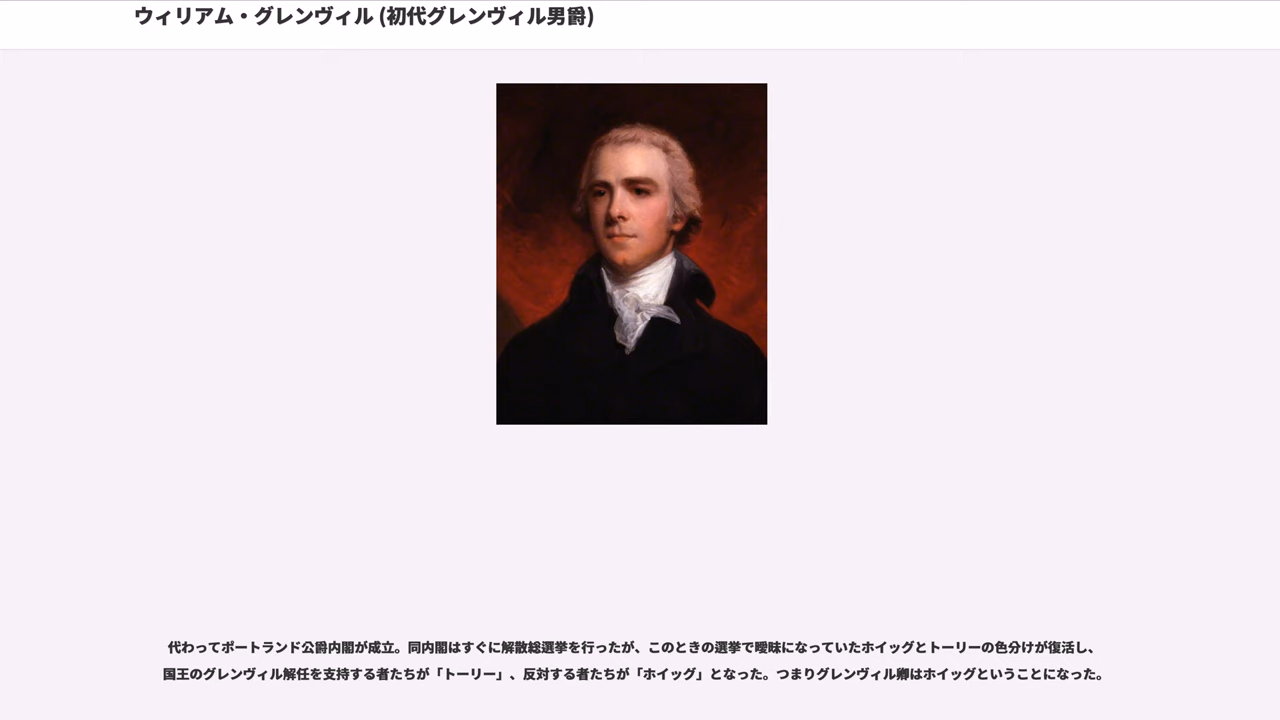 ウィリアム・グレンヴィル (初代グレンヴィル男爵)
代わってポートランド公爵内閣が成立。同内閣はすぐに解散総選挙を行ったが、このときの選挙で曖昧になっていたホイッグとトーリーの色分けが復活し、
国王のグレンヴィル解任を支持する者たちが「トーリー」、反対する者たちが「ホイッグ」となった。つまりグレンヴィル卿はホイッグということになった。